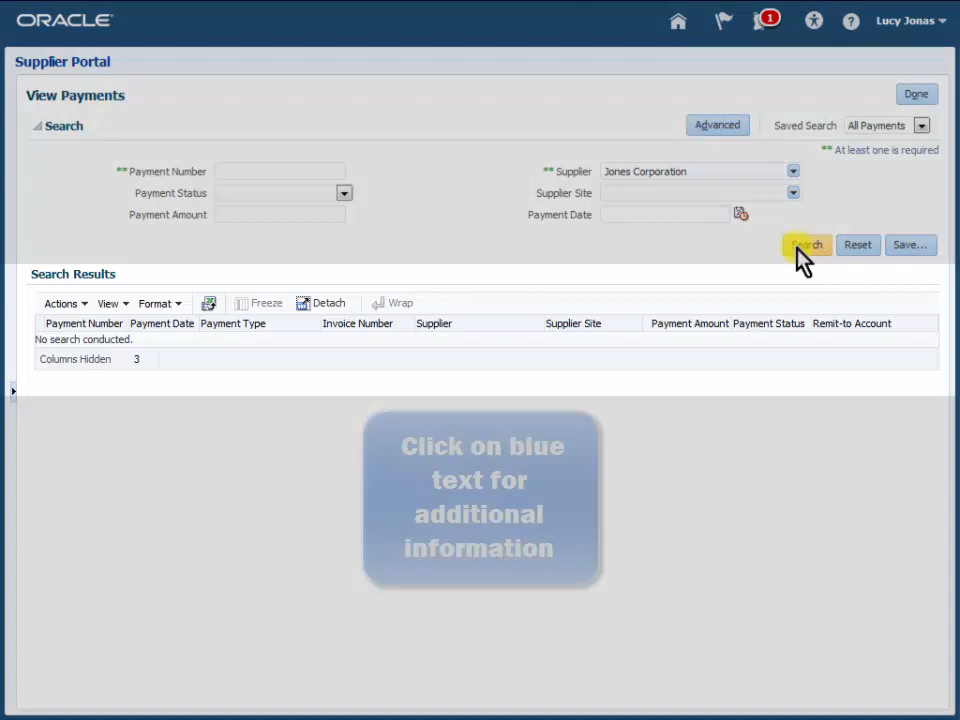 ORACLE
1
Lucy Jonas
Supplier Portal
View Payments
Done
Search
Advanced
Saved Search All Payments
** At least one is required
** Payment Number
** Supplier Jones Corporation
Payment Status
Supplier Site
Payment Amount
Payment Date
Search Reset Save...
Search Results
Actions View Format Freeze Detach Wrap
Payment Number Payment Date Payment Type Invoice Number Supplier Supplier Site Payment Amount Payment Status Remit-to Account
No search conducted.
Columns Hidden 3
Click on blue
text for
additional
information